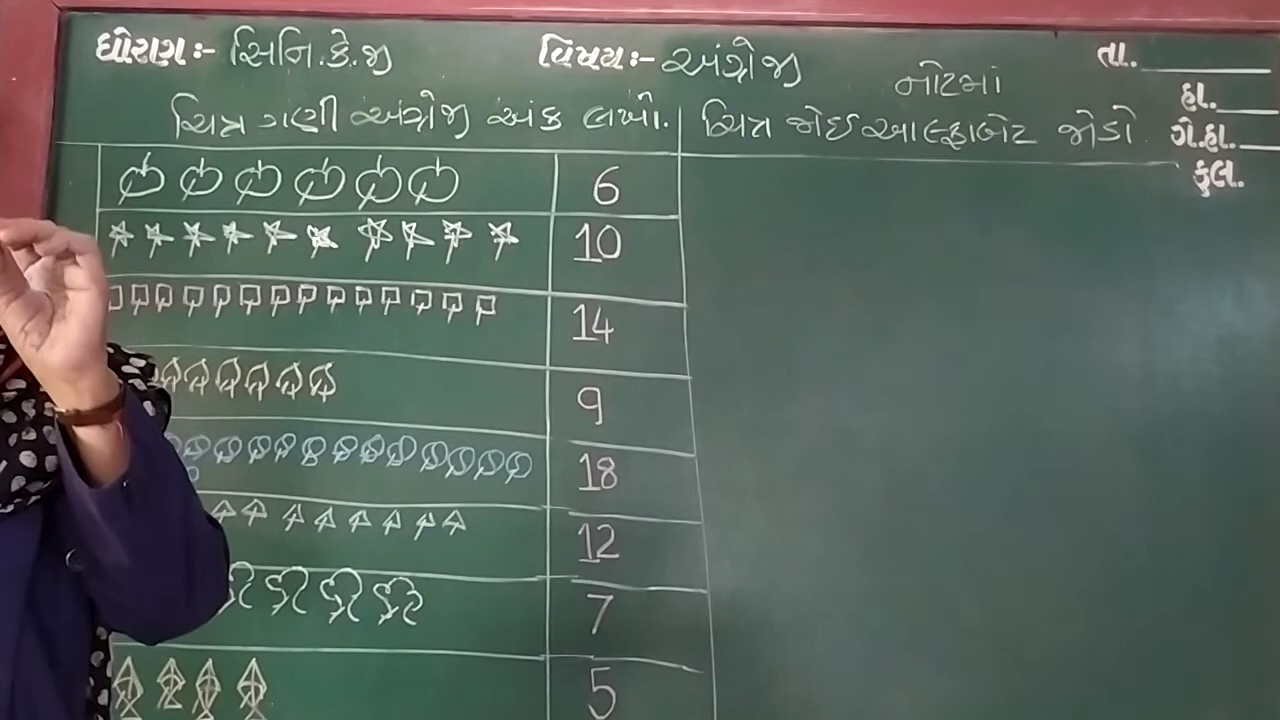 ધોરણ:- સિનિ.કે.જી
વિષય:- અંગ્રેજી
નોટમાં
તા.
હા.
ગે.હા.
કુલ.
ચિત્ર ગણી અંગ્રેજી અંક લખો.
ચિત્ર જોઈ આલ્ફાબેટ જોડો.
6
10
14
9
18
12
7
5